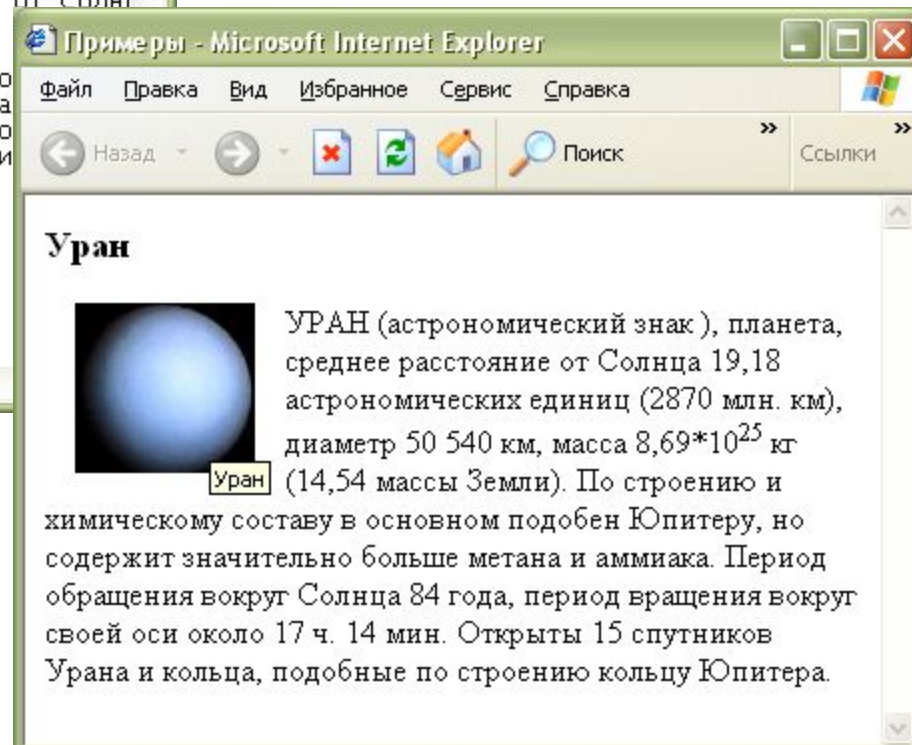 Примеры - Microsoft Internet Explorer
Файл Правка Вид Избранное Сервис Справка
Назад Поиск » Ссылки »
Уран
УРАН (астрономический знак ), планета,
среднее расстояние от Солнца 19,18
астрономических единиц (2870 млн. км),
диаметр 50 540 км, масса 8,69*10²⁵ кг
Уран (14,54 массы Земли). По строению и
химическому составу в основном подобен Юпитеру, но
содержит значительно больше метана и аммиака. Период
обращения вокруг Солнца 84 года, период вращения вокруг
своей оси около 17 ч. 14 мин. Открыты 15 спутников
Урана и кольца, подобные по строению кольцу Юпитера.